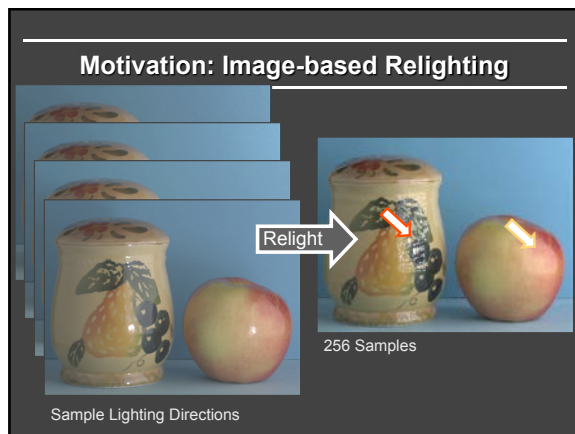 Motivation: Image-based Relighting
Relight
256 Samples
Sample Lighting Directions